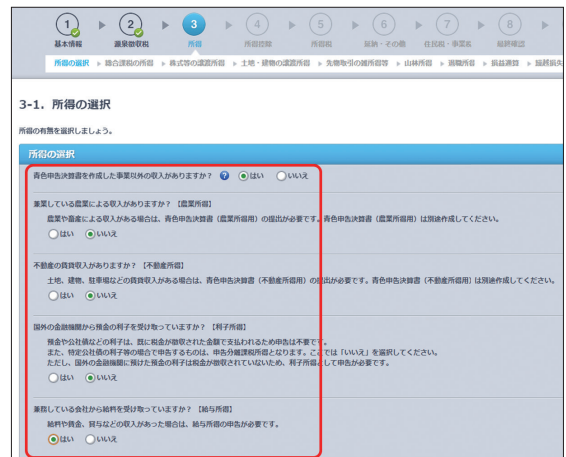 1 2 3 4 5 6 7 8
基本情報 源泉徴収税 所得 所得控除 所得税 延納・その他 住民税・事業税 最終確認
所得の選択 総合課税の所得 株式等の譲渡所得 土地・建物の譲渡所得 先物取引の雑所得等 山林所得 退職所得 損益通算 繰越損失
3-1. 所得の選択
所得の有無を選択しましょう。
所得の選択
青色申告決算書を作成した事業以外の収入がありますか？ ? はい いいえ
兼業している農業による収入がありますか？ 【農業所得】
農業や畜産による収入がある場合は、青色申告決算書（農業所得用）の提出が必要です。青色申告決算書（農業所得用）は別途作成してください。
はい いいえ
不動産の賃貸収入がありますか？ 【不動産所得】
土地、建物、駐車場などの賃貸収入がある場合は、青色申告決算書（不動産所得用）の提出が必要です。青色申告決算書（不動産所得用）は別途作成してください。
はい いいえ
国外の金融機関から預金の利子を受け取っていますか？ 【利子所得】
預金や公社債などの利子は、既に税金が徴収された金額で支払われるため申告は不要です。
また、特定公社債の利子等の場合で申告するものは、申告分離課税所得となります。ここでは「いいえ」を選択してください。
ただし、国外の金融機関に預けた預金の利子は税金が徴収されていないため、利子所得として申告が必要です。
はい いいえ
兼務している会社から給料を受け取っていますか？ 【給与所得】
給料や賃金、賞与などの収入があった場合は、給与所得の申告が必要です。
はい いいえ